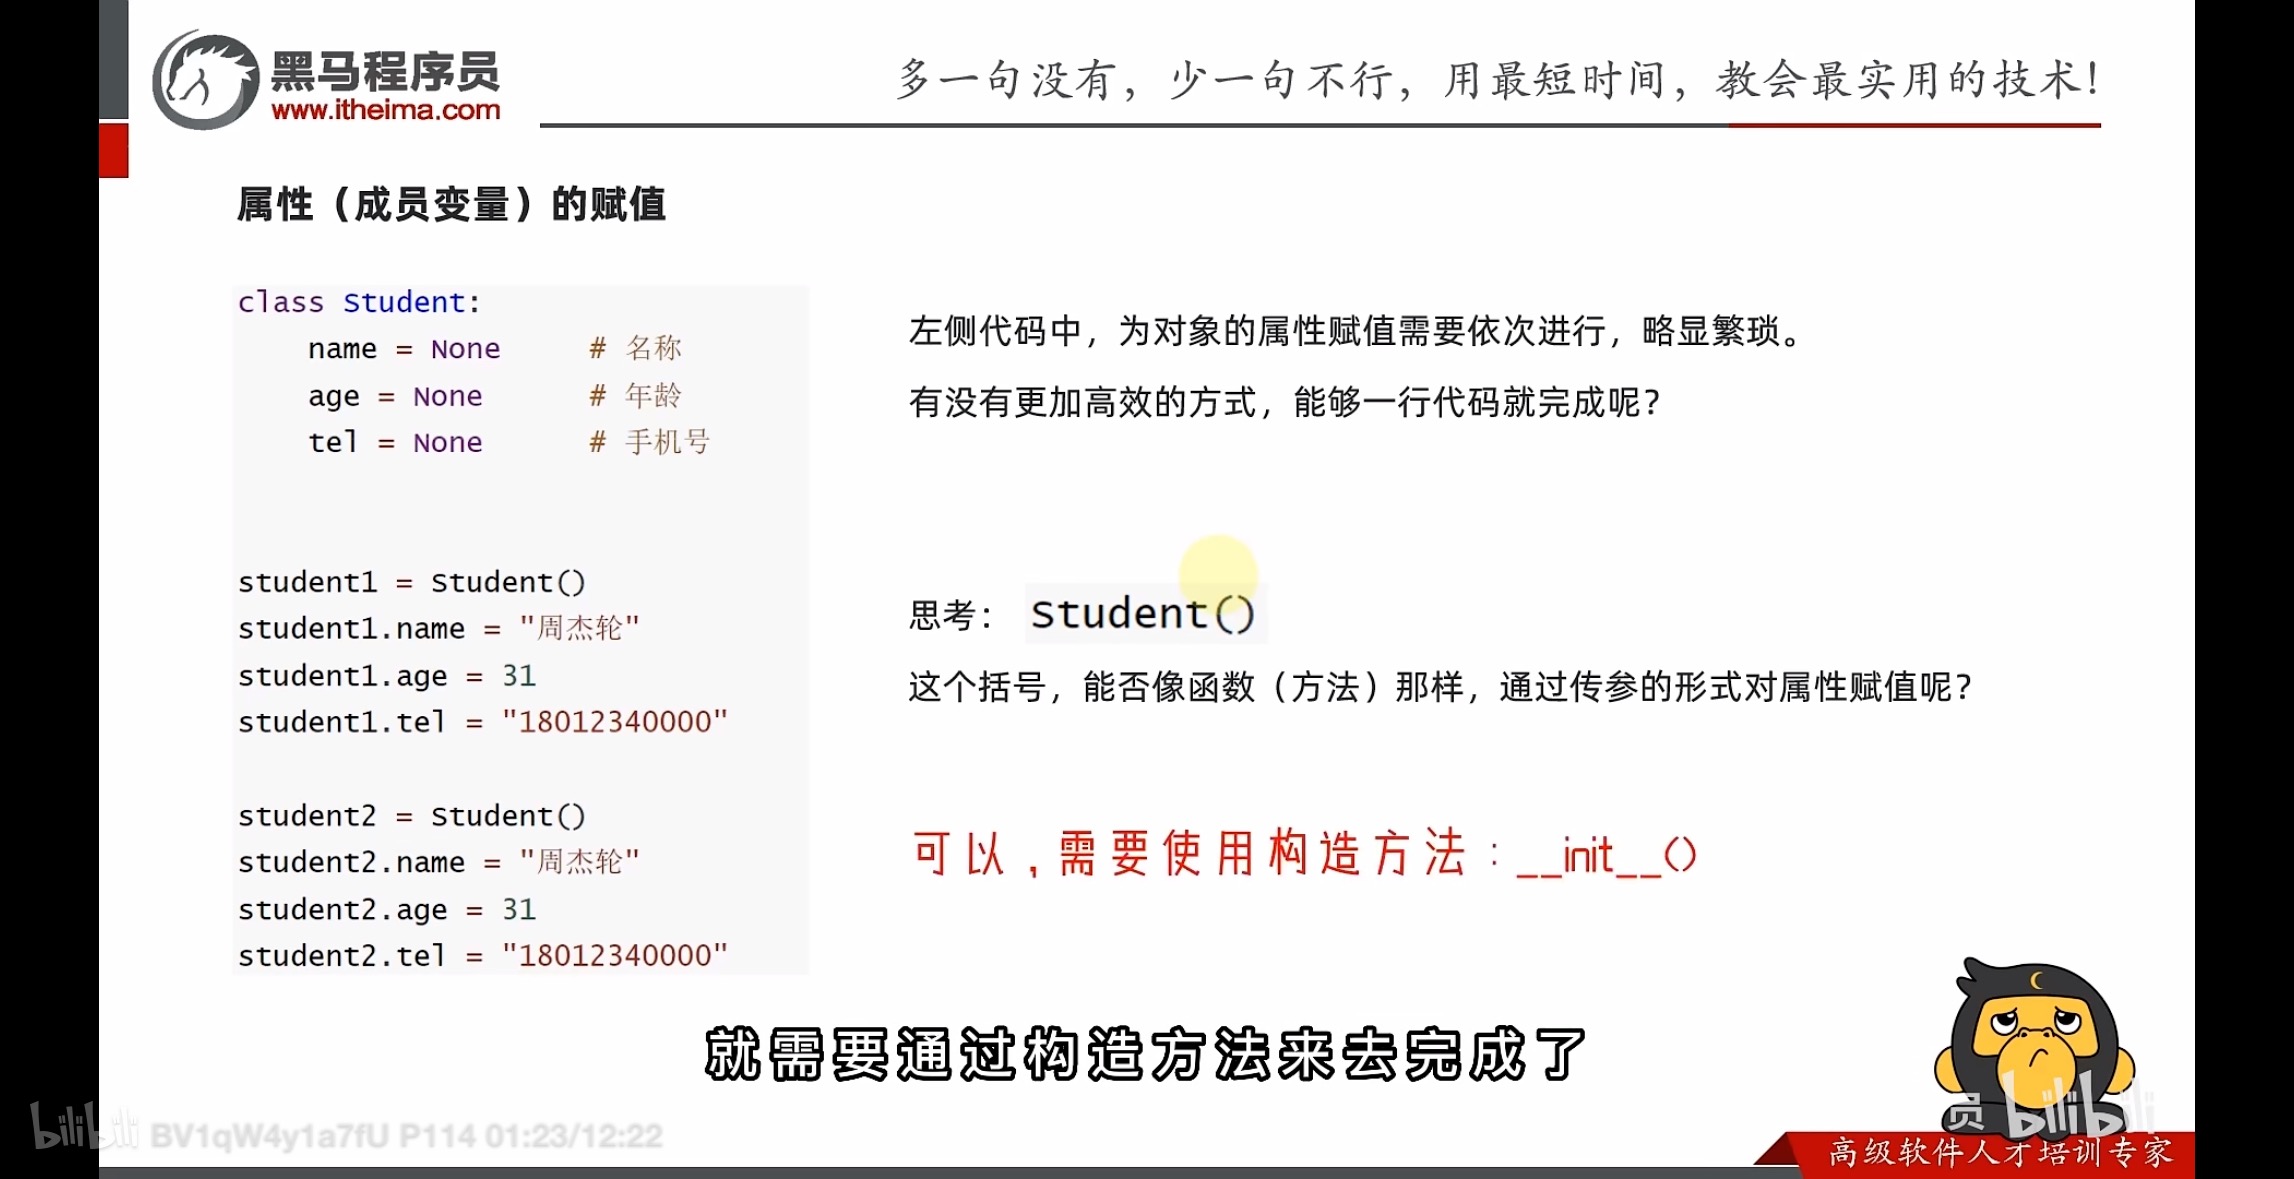 黑马程序员
www.itheima.com
多一句没有，少一句不行，用最短时间，教会最实用的技术！
属性（成员变量）的赋值
class Student:
    name = None     # 名称
    age = None      # 年龄
    tel = None      # 手机号
student1 = Student()
student1.name = "周杰轮"
student1.age = 31
student1.tel = "18012340000"
student2 = Student()
student2.name = "周杰轮"
student2.age = 31
student2.tel = "18012340000"
左侧代码中，为对象的属性赋值需要依次进行，略显繁琐。
有没有更加高效的方式，能够一行代码就完成呢？
思考： Student()
这个括号，能否像函数（方法）那样，通过传参的形式对属性赋值呢？
可以，需要使用构造方法：__init__()
就需要通过构造方法来去完成了
bilibili BV1qW4y1a7fU P114 01:23/12:22
员 bilibili
高级软件人才培训专家